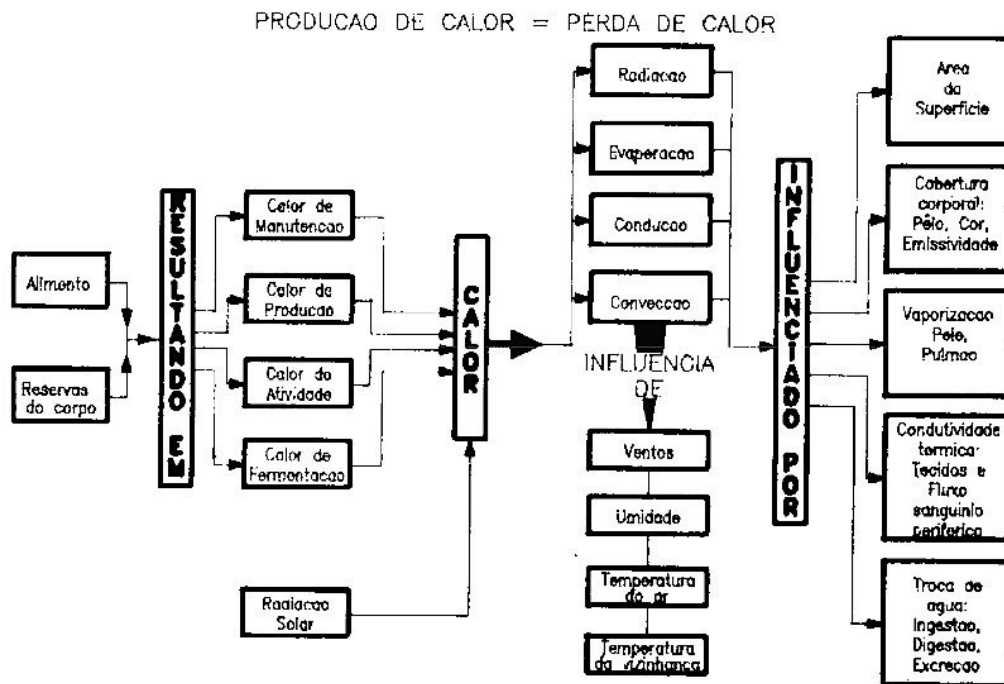 PRODUCAO DE CALOR = PERDA DE CALOR
Alimento
Reservas
do corpo
RESULTANDO EM
Calor de
Manutencao
Calor de
Producao
Calor de
Atividade
Calor de
Fermentacao
Radiacao
Solar
CALOR
Radiacao
Evaperacao
Conducao
Conveccao
INFLUENCIA
DE
Ventos
Umidade
Temperatura
do ar
Temperatura
da vizinhanca
INFLUENCIADO POR
Area
da
Superficie
Cobertura
corporal:
Pêlo, Cor,
Emissividade
Vaporizacao
Pelo,
Pulmao
Condutividade
termica:
Tecidos e
Fluxo
sanguinio
periferico
Troca de
agua:
Ingestao,
Digestao,
Excrecao